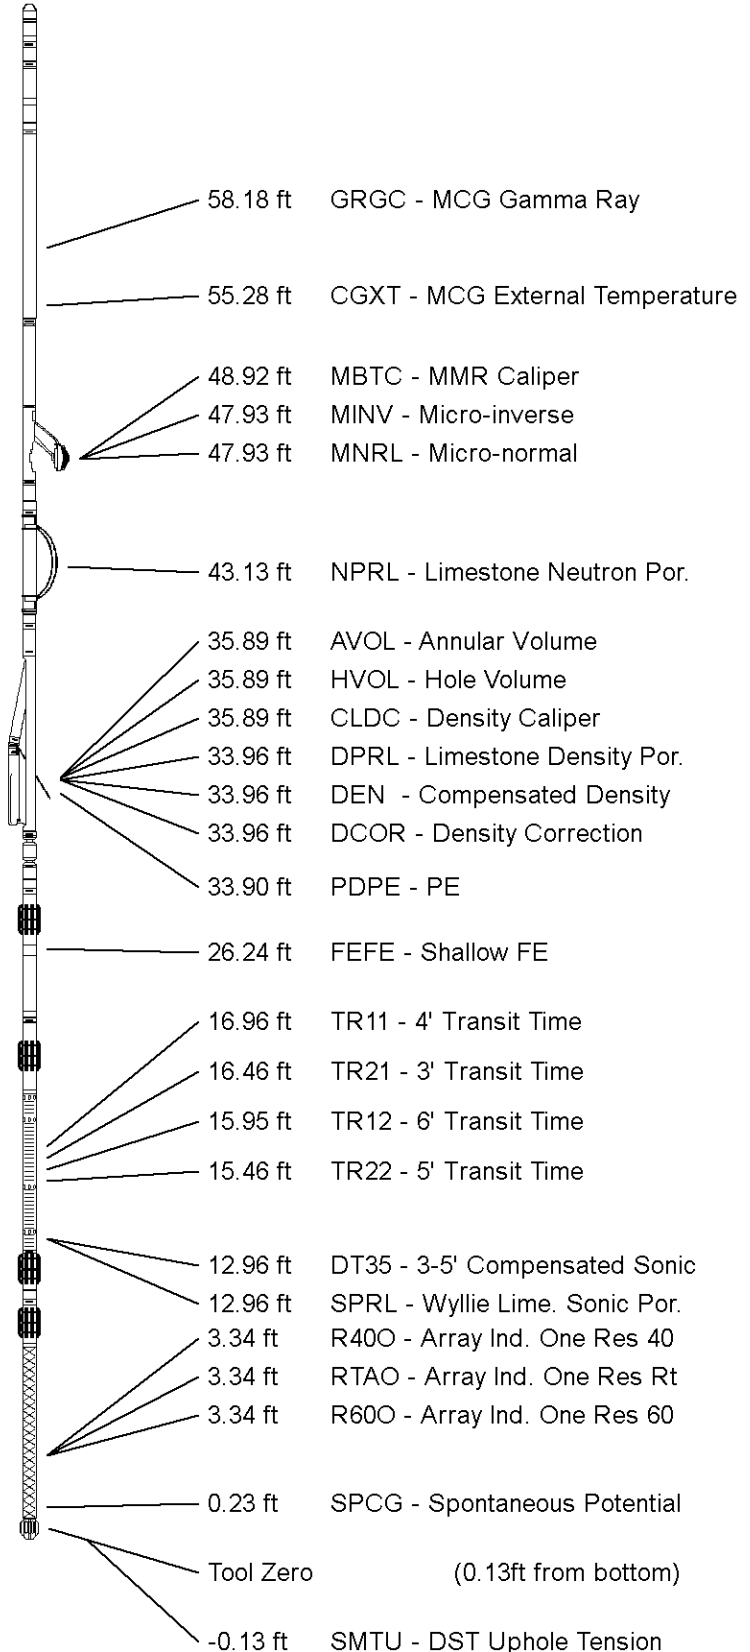 58.18 ft GRGC - MCG Gamma Ray
55.28 ft CGXT - MCG External Temperature
48.92 ft MBTC - MMR Caliper
47.93 ft MINV - Micro-inverse
47.93 ft MNRL - Micro-normal
43.13 ft NPRL - Limestone Neutron Por.
35.89 ft AVOL - Annular Volume
35.89 ft HVOL - Hole Volume
35.89 ft CLDC - Density Caliper
33.96 ft DPRL - Limestone Density Por.
33.96 ft DEN - Compensated Density
33.96 ft DCOR - Density Correction
33.90 ft PDPE - PE
26.24 ft FEFE - Shallow FE
16.96 ft TR11 - 4' Transit Time
16.46 ft TR21 - 3' Transit Time
15.95 ft TR12 - 6' Transit Time
15.46 ft TR22 - 5' Transit Time
12.96 ft DT35 - 3-5' Compensated Sonic
12.96 ft SPRL - Wyllie Lime. Sonic Por.
3.34 ft R40O - Array Ind. One Res 40
3.34 ft RTAO - Array Ind. One Res Rt
3.34 ft R60O - Array Ind. One Res 60
0.23 ft SPCG - Spontaneous Potential
Tool Zero (0.13ft from bottom)
-0.13 ft SMTU - DST Uphole Tension